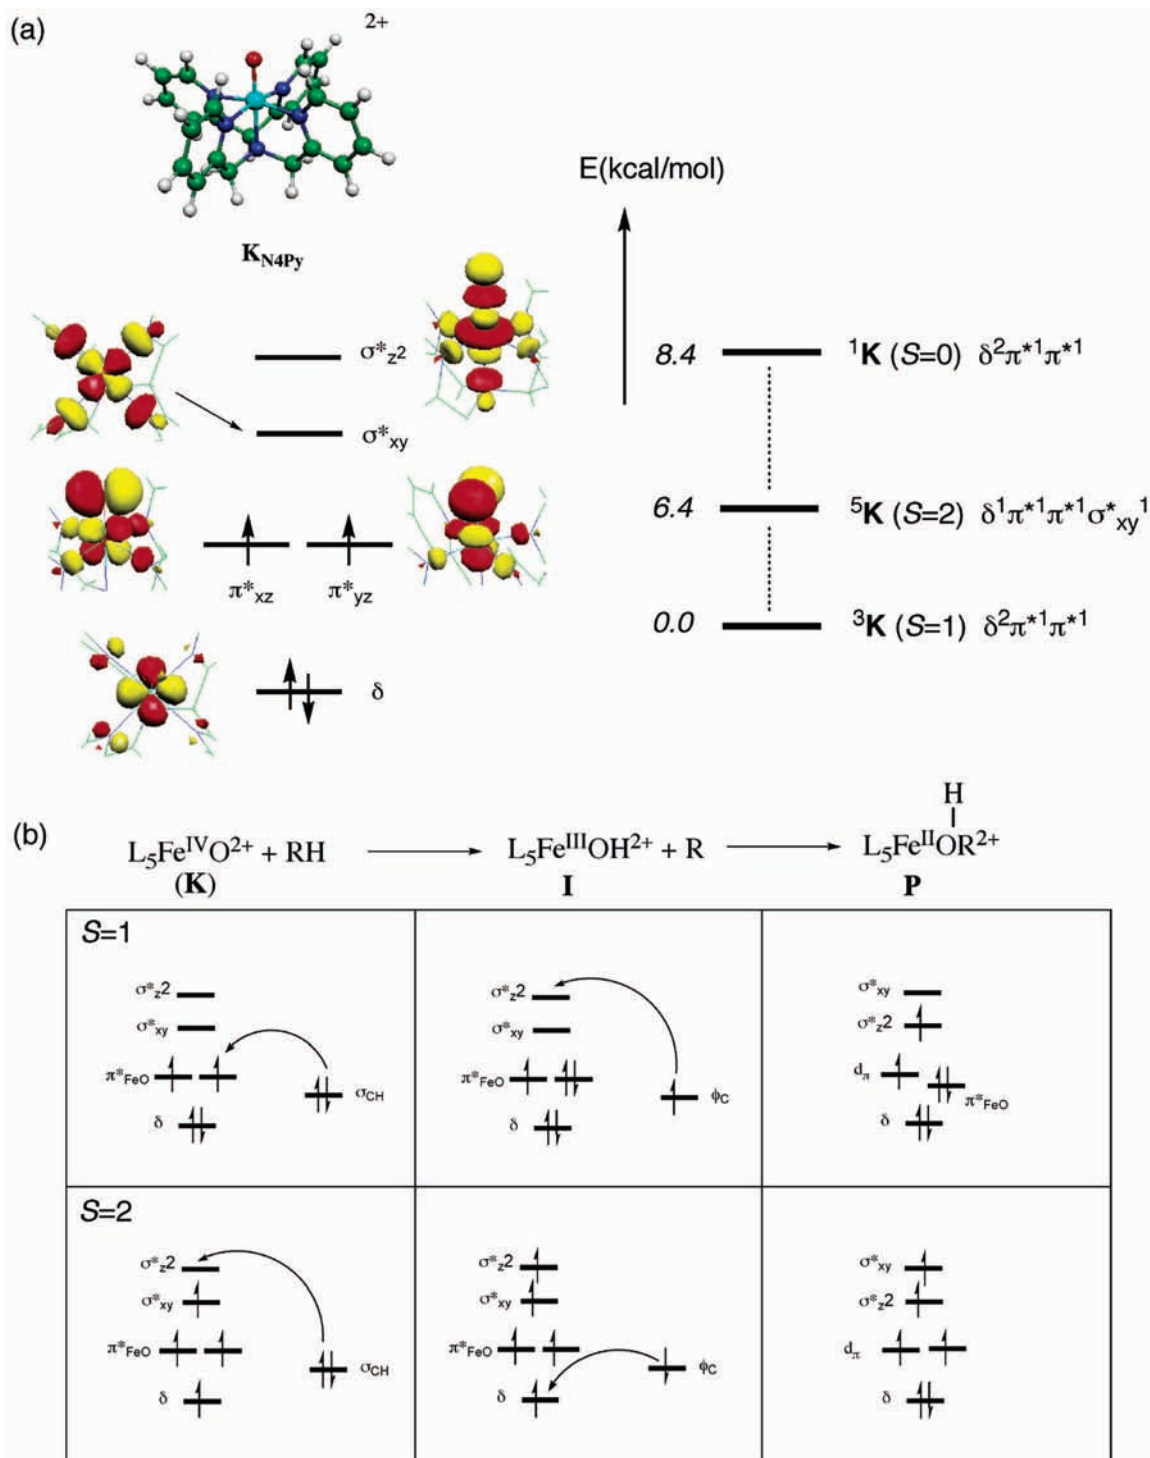 (a)
2+
K_N4Py
E(kcal/mol)
σ*z2
8.4 ¹K (S=0) δ²π*¹π*¹
σ*xy
6.4 ⁵K (S=2) δ¹π*¹π*¹σ*xy¹
π*xz π*yz
0.0 ³K (S=1) δ²π*¹π*¹
δ
(b)
L₅FeᴵⱽO²⁺ + RH
(K)
L₅FeᴵᴵᴵOH²⁺ + R
I
H
L₅FeᴵᴵOR²⁺
P
S=1
σ*z2
σ*xy
π*FeO
δ
σCH
σ*z2
σ*xy
π*FeO
δ
ϕC
σ*xy
σ*z2
dπ
π*FeO
δ
S=2
σ*z2
σ*xy
π*FeO
δ
σCH
σ*z2
σ*xy
π*FeO
δ
ϕC
σ*xy
σ*z2
dπ
δ